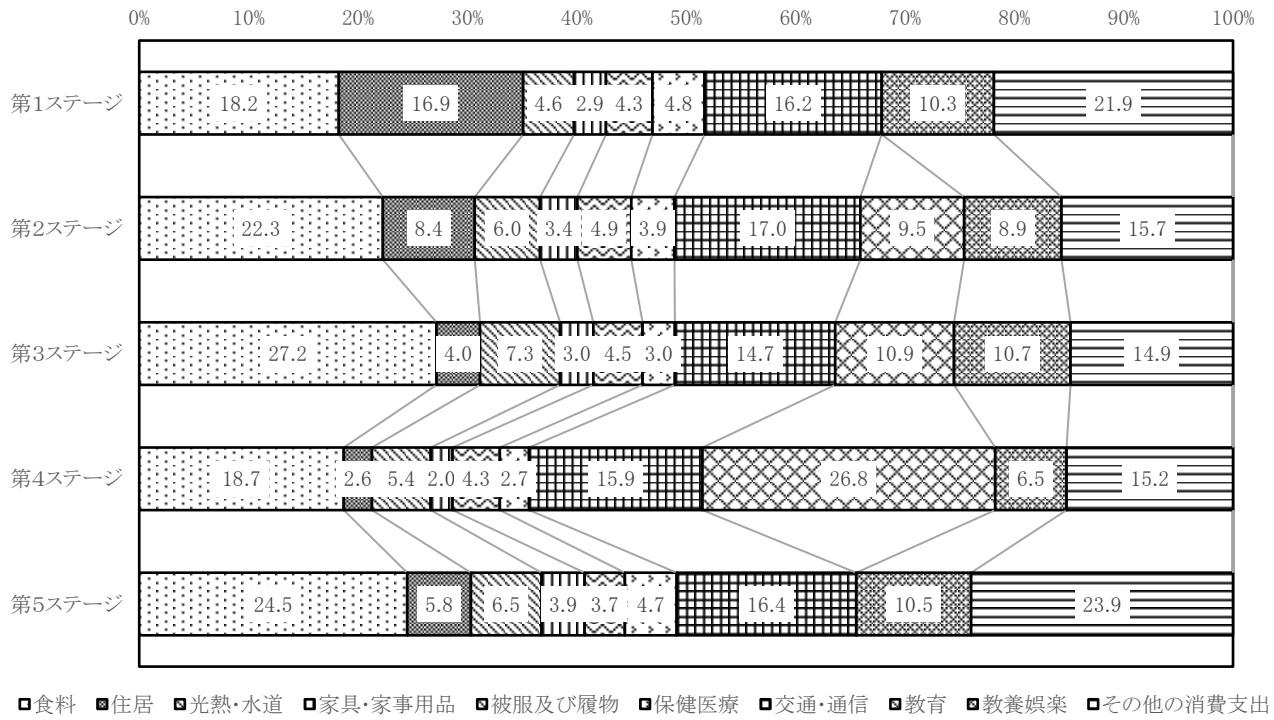 0% 10% 20% 30% 40% 50% 60% 70% 80% 90% 100%
第1ステージ 18.2 16.9 4.6 2.9 4.3 4.8 16.2 10.3 21.9
第2ステージ 22.3 8.4 6.0 3.4 4.9 3.9 17.0 9.5 8.9 15.7
第3ステージ 27.2 4.0 7.3 3.0 4.5 3.0 14.7 10.9 10.7 14.9
第4ステージ 18.7 2.6 5.4 2.0 4.3 2.7 15.9 26.8 6.5 15.2
第5ステージ 24.5 5.8 6.5 3.9 3.7 4.7 16.4 10.5 23.9
食料 住居 光熱・水道 家具・家事用品 被服及び履物 保健医療 交通・通信 教育 教養娯楽 その他の消費支出